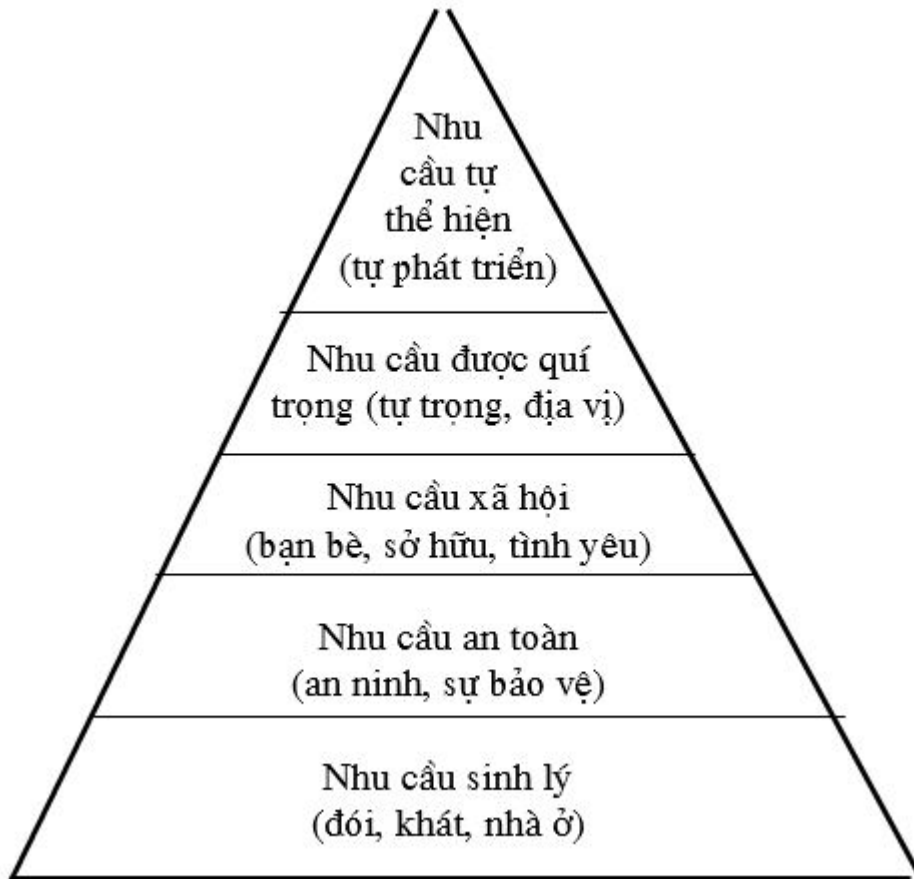 Nhu
cầu tự
thể hiện
(tự phát triển)
Nhu cầu được quí
trọng (tự trọng, địa vị)
Nhu cầu xã hội
(bạn bè, sở hữu, tình yêu)
Nhu cầu an toàn
(an ninh, sự bảo vệ)
Nhu cầu sinh lý
(đói, khát, nhà ở)